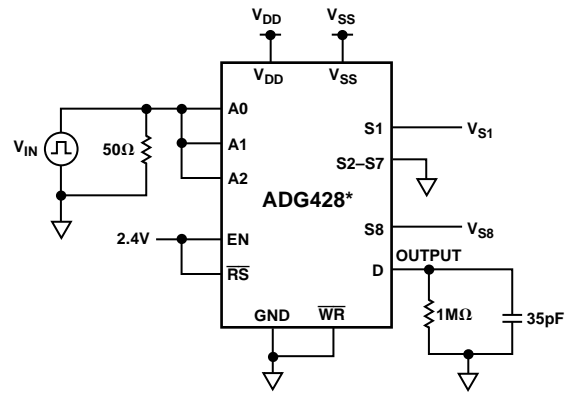 VDD VSS
VDD VSS
A0
S1 VS1
VIN 50Ω A1
S2–S7
A2
ADG428*
S8 VS8
2.4V EN
OUTPUT
RS D
1MΩ 35pF
GND WR